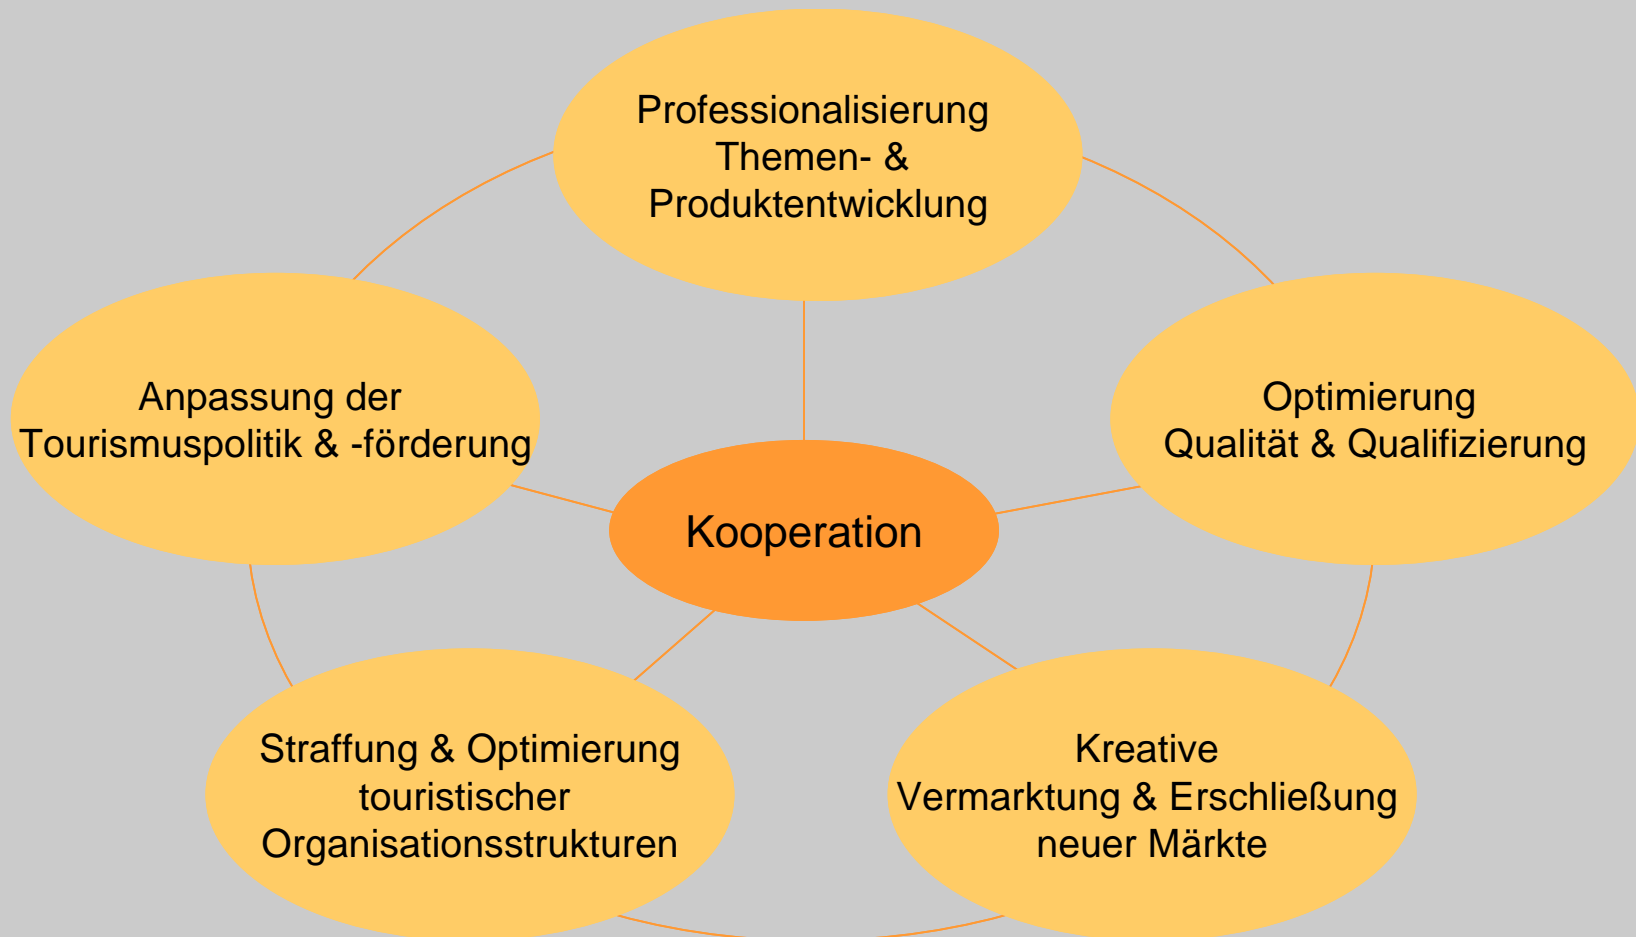 Professionalisierung
Themen- &
Produktentwicklung
Anpassung der
Tourismuspolitik & -förderung
Optimierung
Qualität & Qualifizierung
Kooperation
Straffung & Optimierung
touristischer
Organisationsstrukturen
Kreative
Vermarktung & Erschließung
neuer Märkte